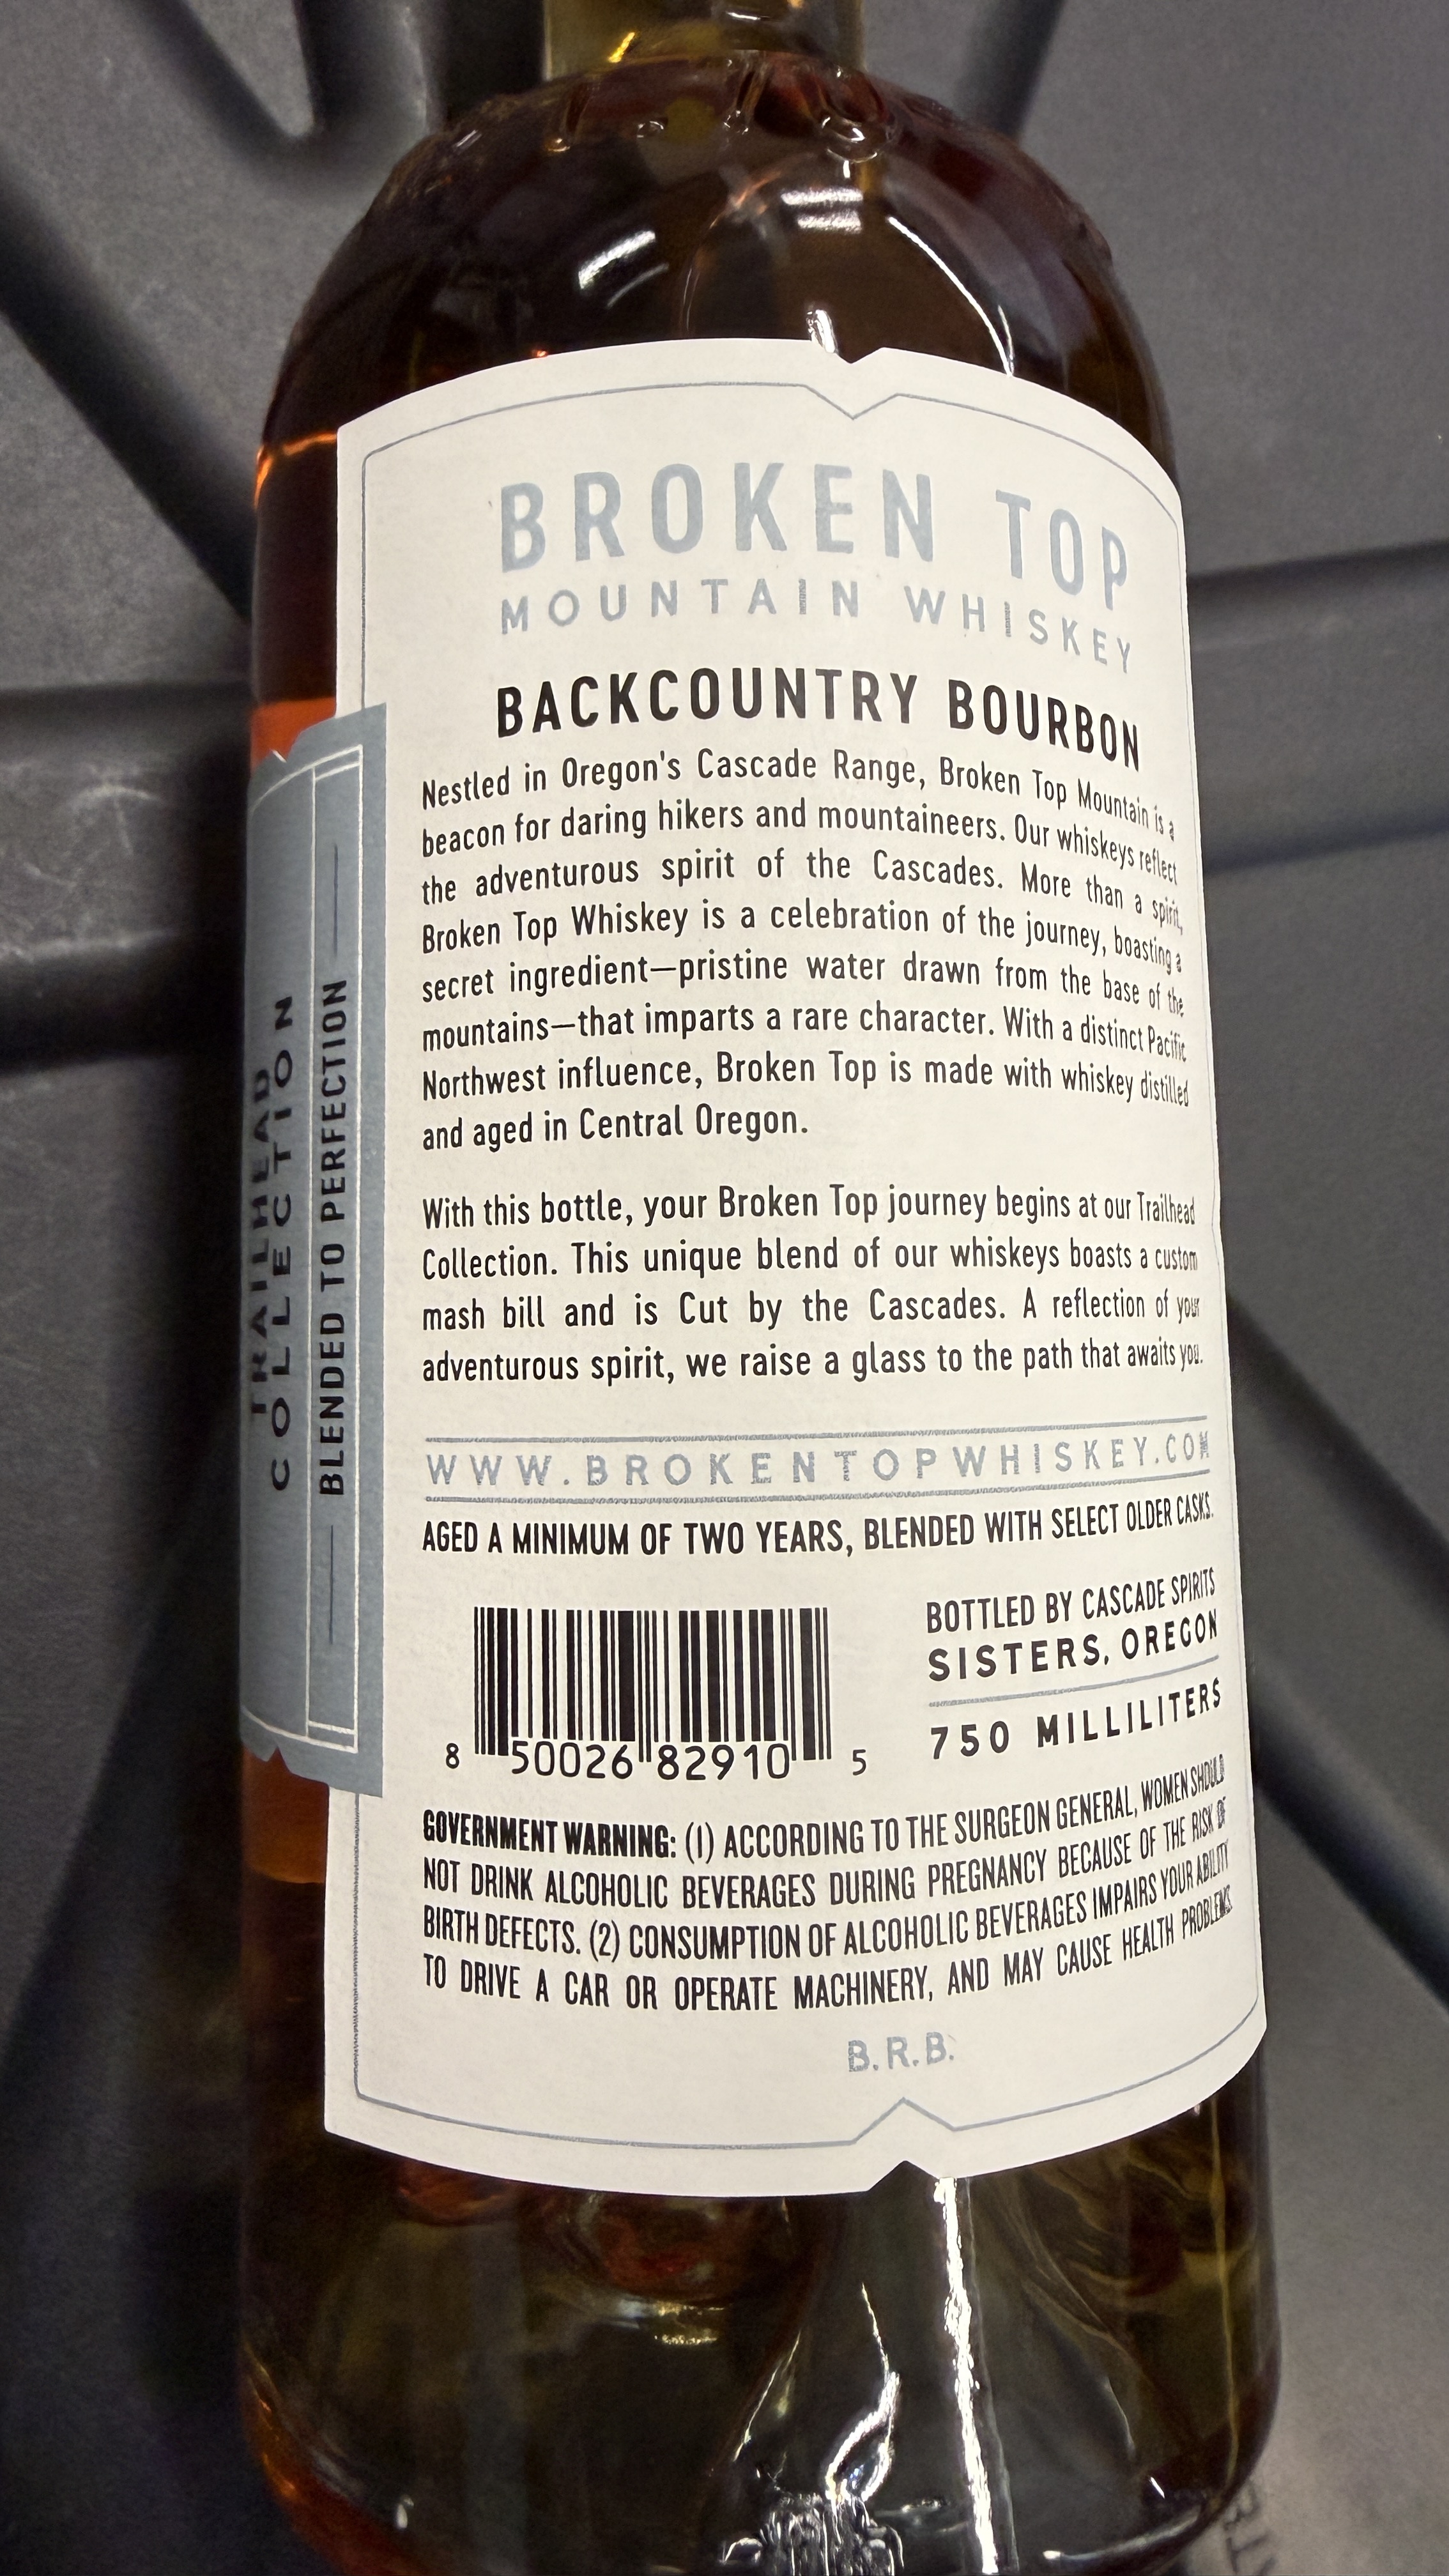 BROKEN TOP
MOUNTAIN WHISKEY
BACKCOUNTRY BOURBON
Nestled in Oregon's Cascade Range, Broken Top Mountain is a
beacon for daring hikers and mountaineers. Our whiskeys reflect
the adventurous spirit of the Cascades. More than a spirit,
Broken Top Whiskey is a celebration of the journey, boasting a
secret ingredient—pristine water drawn from the base of the
mountains—that imparts a rare character. With a distinct Pacific
Northwest influence, Broken Top is made with whiskey distilled
and aged in Central Oregon.
With this bottle, your Broken Top journey begins at our Trailhead
Collection. This unique blend of our whiskeys boasts a custom
mash bill and is Cut by the Cascades. A reflection of your
adventurous spirit, we raise a glass to the path that awaits you.
WWW.BROKENTOPWHISKEY.COM
AGED A MINIMUM OF TWO YEARS, BLENDED WITH SELECT OLDER CASKS.
8 50026 82910 5
BOTTLED BY CASCADE SPIRITS
SISTERS, OREGON
750 MILLILITERS
GOVERNMENT WARNING: (1) ACCORDING TO THE SURGEON GENERAL, WOMEN SHOULD
NOT DRINK ALCOHOLIC BEVERAGES DURING PREGNANCY BECAUSE OF THE RISK OF
BIRTH DEFECTS. (2) CONSUMPTION OF ALCOHOLIC BEVERAGES IMPAIRS YOUR ABILITY
TO DRIVE A CAR OR OPERATE MACHINERY, AND MAY CAUSE HEALTH PROBLEMS.
B.R.B.
TRAILHEAD
COLLECTION
BLENDED TO PERFECTION